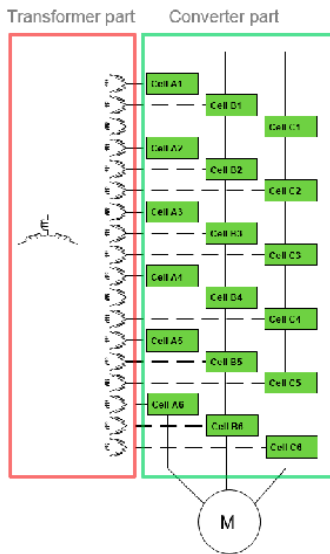 Transformer part Converter part
Cell A1
Cell B1
Cell C1
Cell A2
Cell B2
Cell C2
Cell A3
Cell B3
Cell C3
Cell A4
Cell B4
Cell C4
Cell A5
Cell B5
Cell C5
Cell A6
Cell B6
Cell C6
M